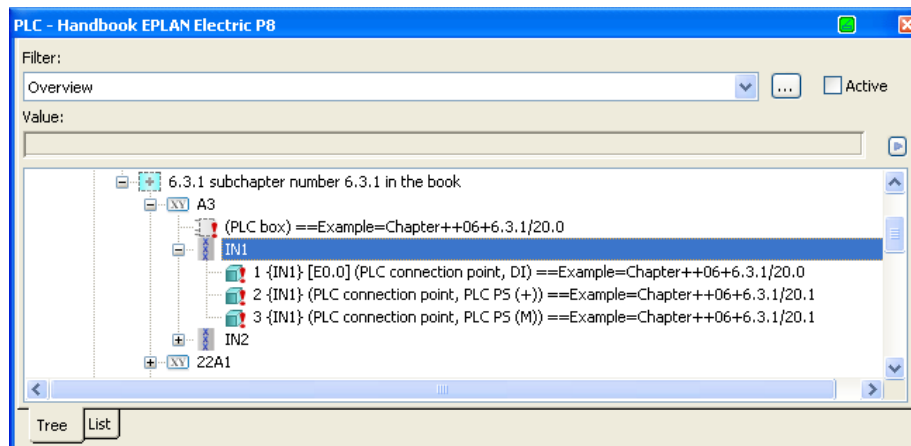 PLC - Handbook EPLAN Electric P8
Filter:
Overview
...
Active
Value:
6.3.1 subchapter number 6.3.1 in the book
XY A3
(PLC box) ==Example=Chapter++06+6.3.1/20.0
IN1
1 {IN1} [E0.0] (PLC connection point, DI) ==Example=Chapter++06+6.3.1/20.0
2 {IN1} (PLC connection point, PLC PS (+)) ==Example=Chapter++06+6.3.1/20.1
3 {IN1} (PLC connection point, PLC PS (M)) ==Example=Chapter++06+6.3.1/20.1
IN2
XY 22A1
Tree List